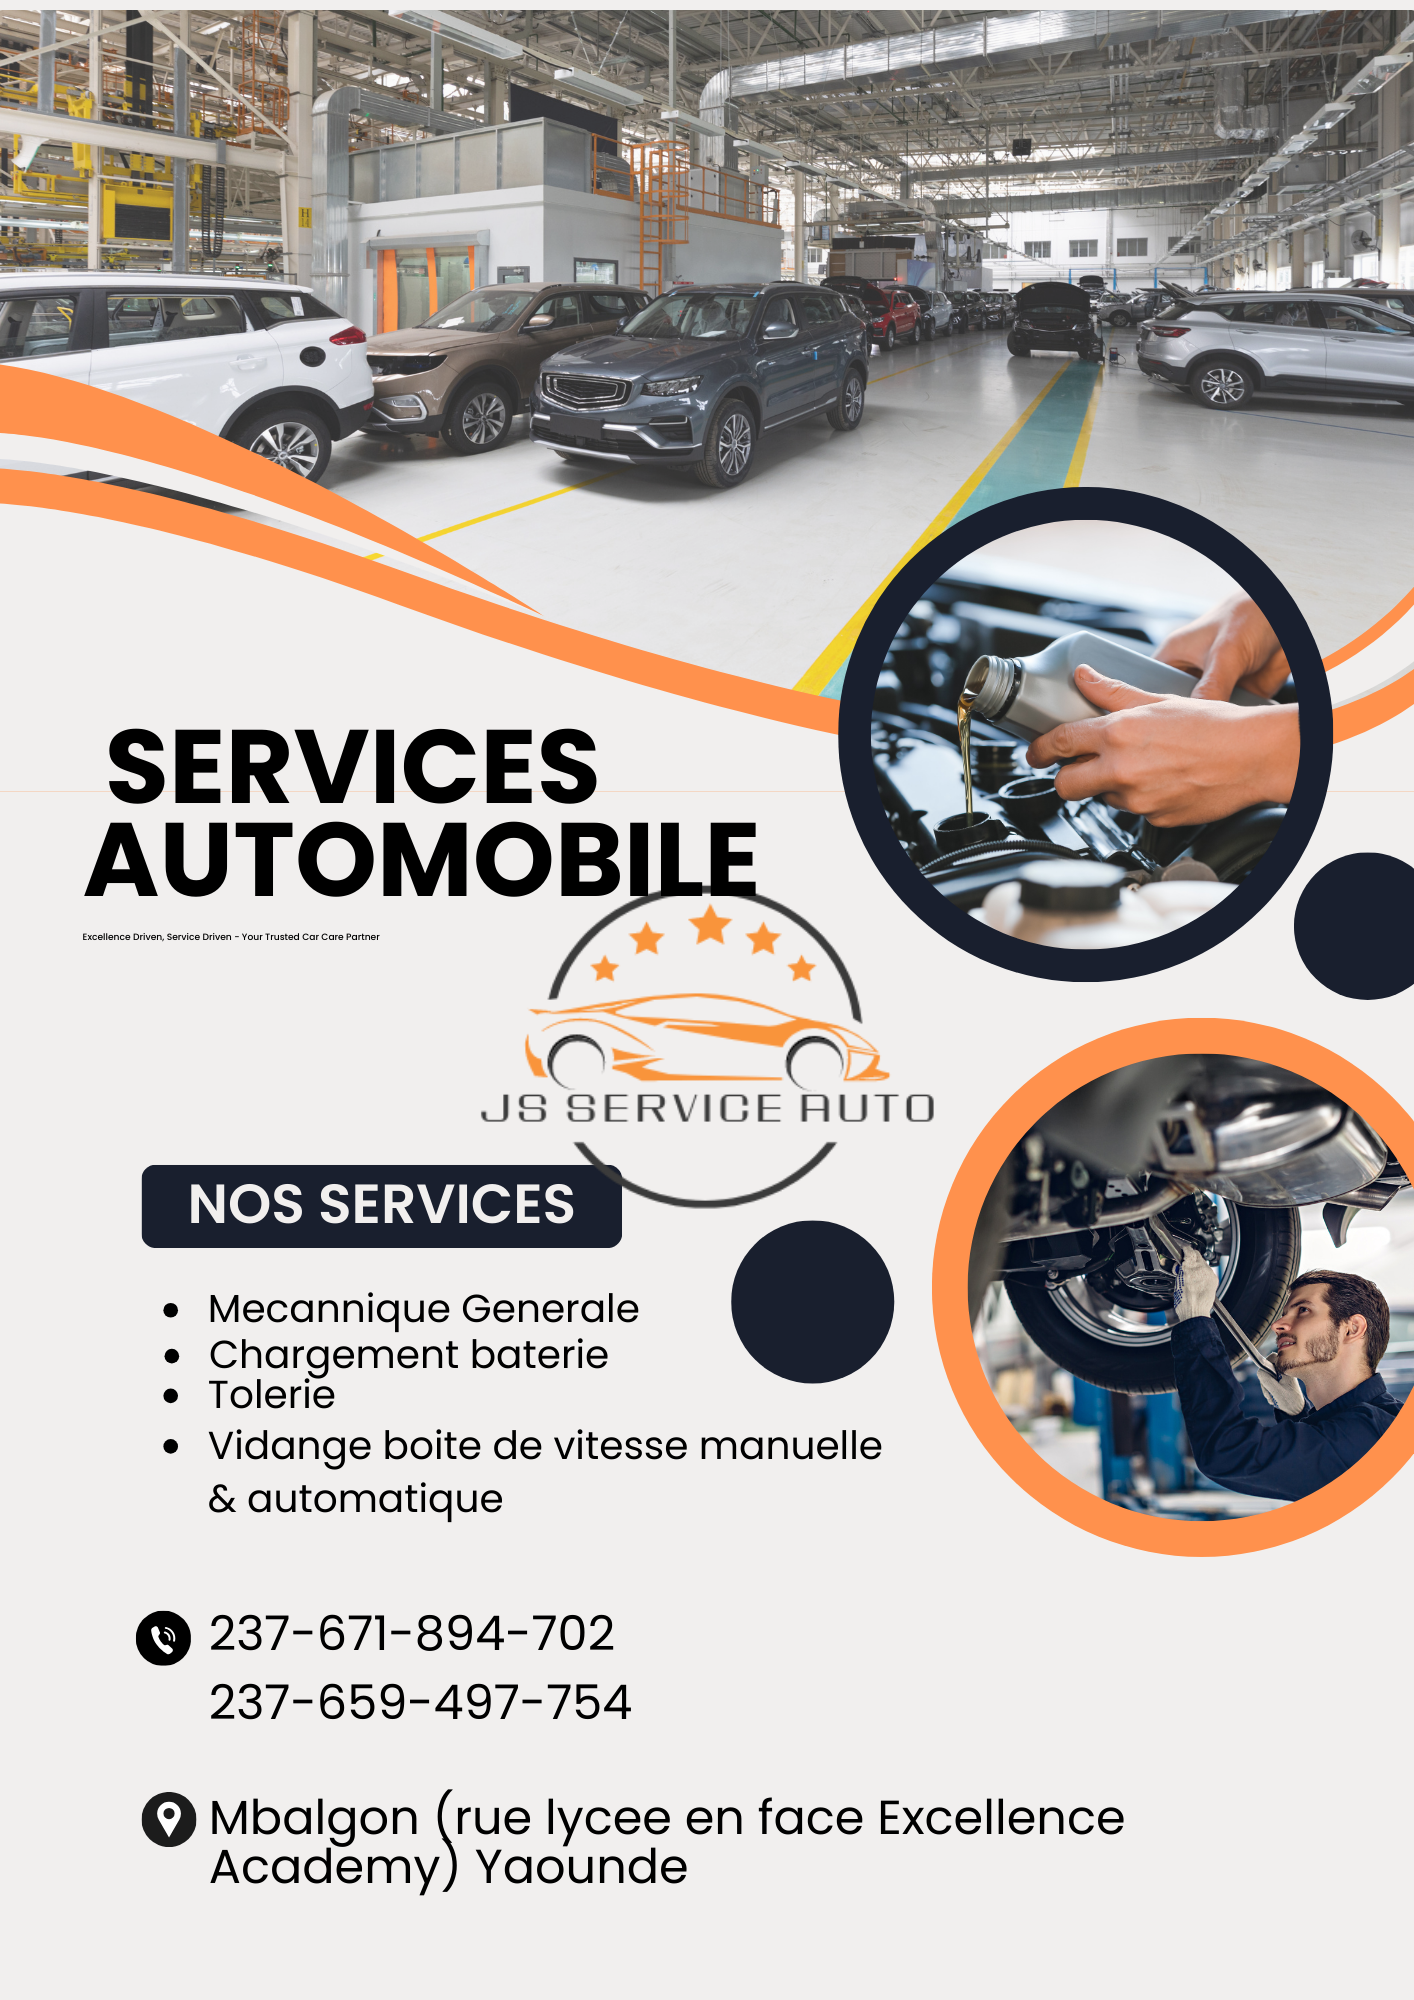 SERVICES
AUTOMOBILE
Excellence Driven, Service Driven - Your Trusted Car Care Partner
JS SERVICE AUTO
NOS SERVICES
Mecannique Generale
Chargement baterie
Tolerie
Vidange boite de vitesse manuelle
& automatique
237-671-894-702
237-659-497-754
Mbalgon (rue lycee en face Excellence
Academy) Yaounde